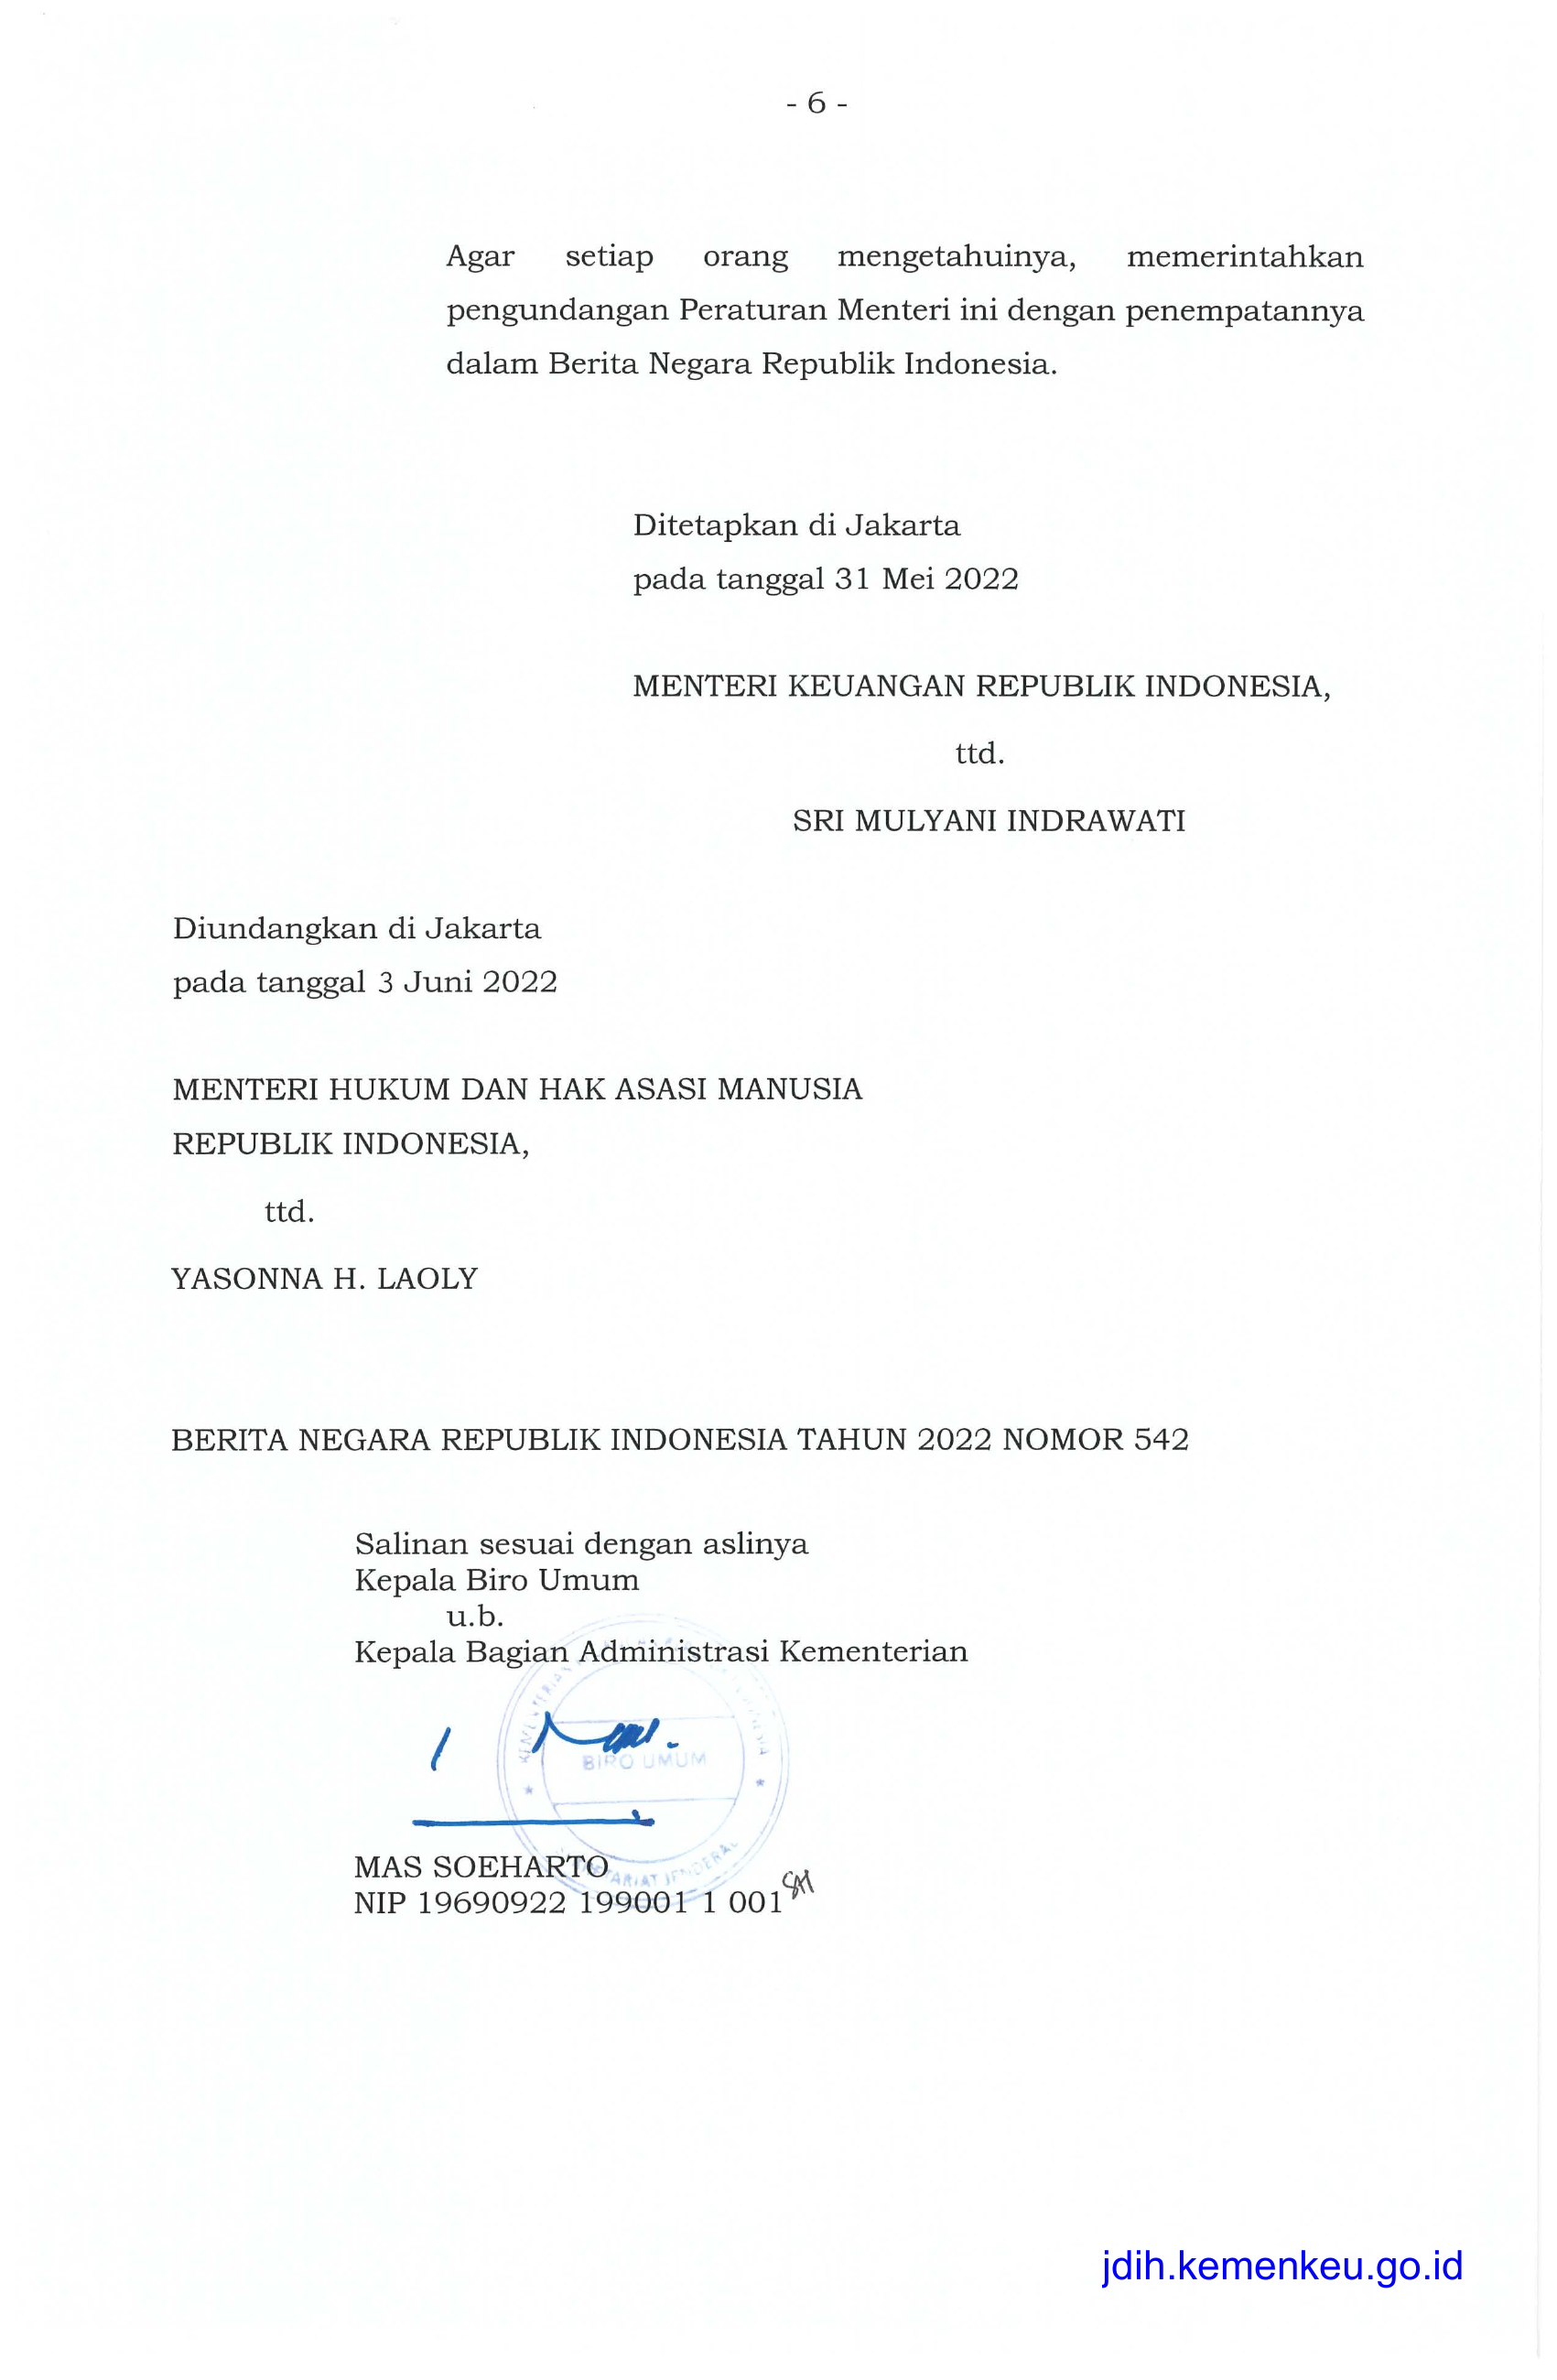 - 6 -
Agar setiap orang mengetahuinya, memerintahkan
pengundangan Peraturan Menteri ini dengan penempatannya
dalam Berita Negara Republik Indonesia.
Ditetapkan di Jakarta
pada tanggal 31 Mei 2022
MENTERI KEUANGAN REPUBLIK INDONESIA,
ttd.
SRI MULYANI INDRAWATI
Diundangkan di Jakarta
pada tanggal 3 Juni 2022
MENTERI HUKUM DAN HAK ASASI MANUSIA
REPUBLIK INDONESIA,
ttd.
YASONNA H. LAOLY
BERITA NEGARA REPUBLIK INDONESIA TAHUN 2022 NOMOR 542
Salinan sesuai dengan aslinya
Kepala Biro Umum
u.b.
Kepala Bagian Administrasi Kementerian
BIRO UMUM
MAS SOEHARTO
NIP 19690922 199001 1 001
jdih.kemenkeu.go.id